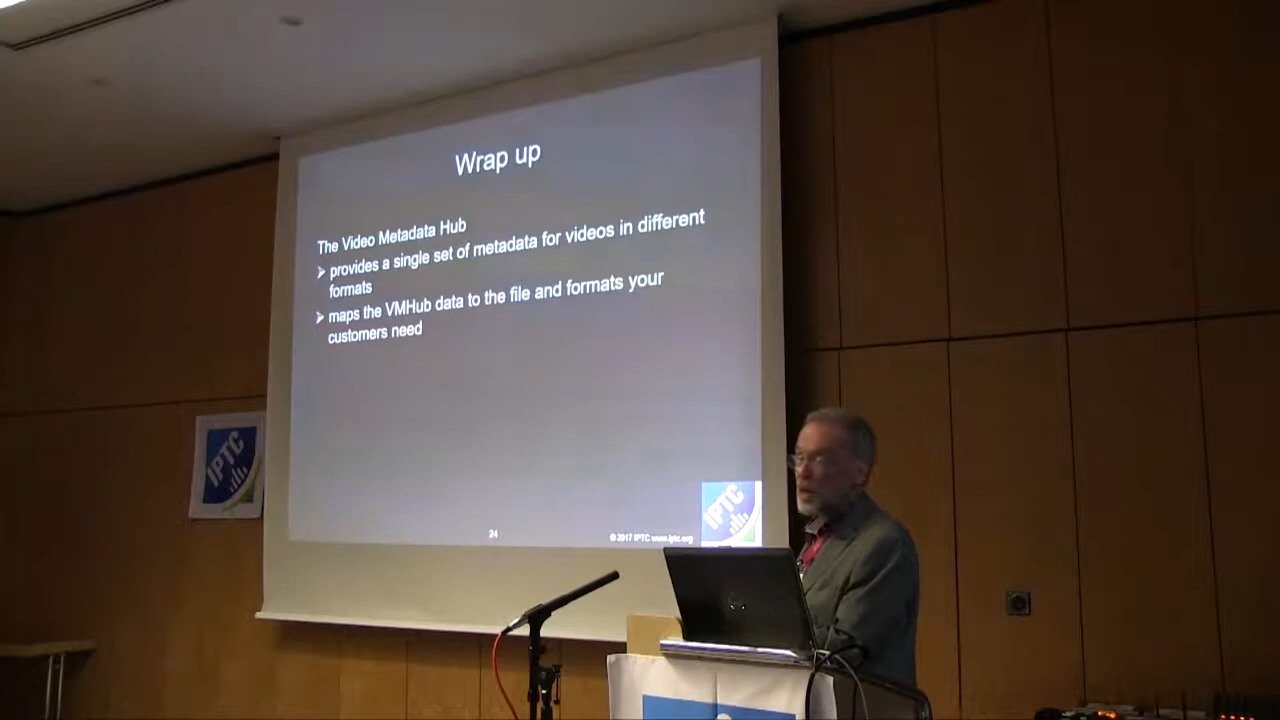 Wrap up
The Video Metadata Hub
provides a single set of metadata for videos in different
formats
maps the VMHub data to the file and formats your
customers need
IPTC
IPTC
24
© 2017 IPTC www.iptc.org